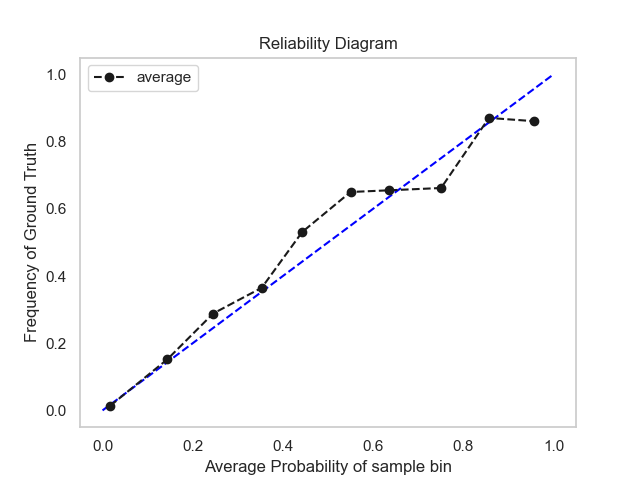 Reliability Diagram
average
1.0
0.8
0.6
0.4
0.2
0.0
Frequency of Ground Truth
0.0 0.2 0.4 0.6 0.8 1.0
Average Probability of sample bin